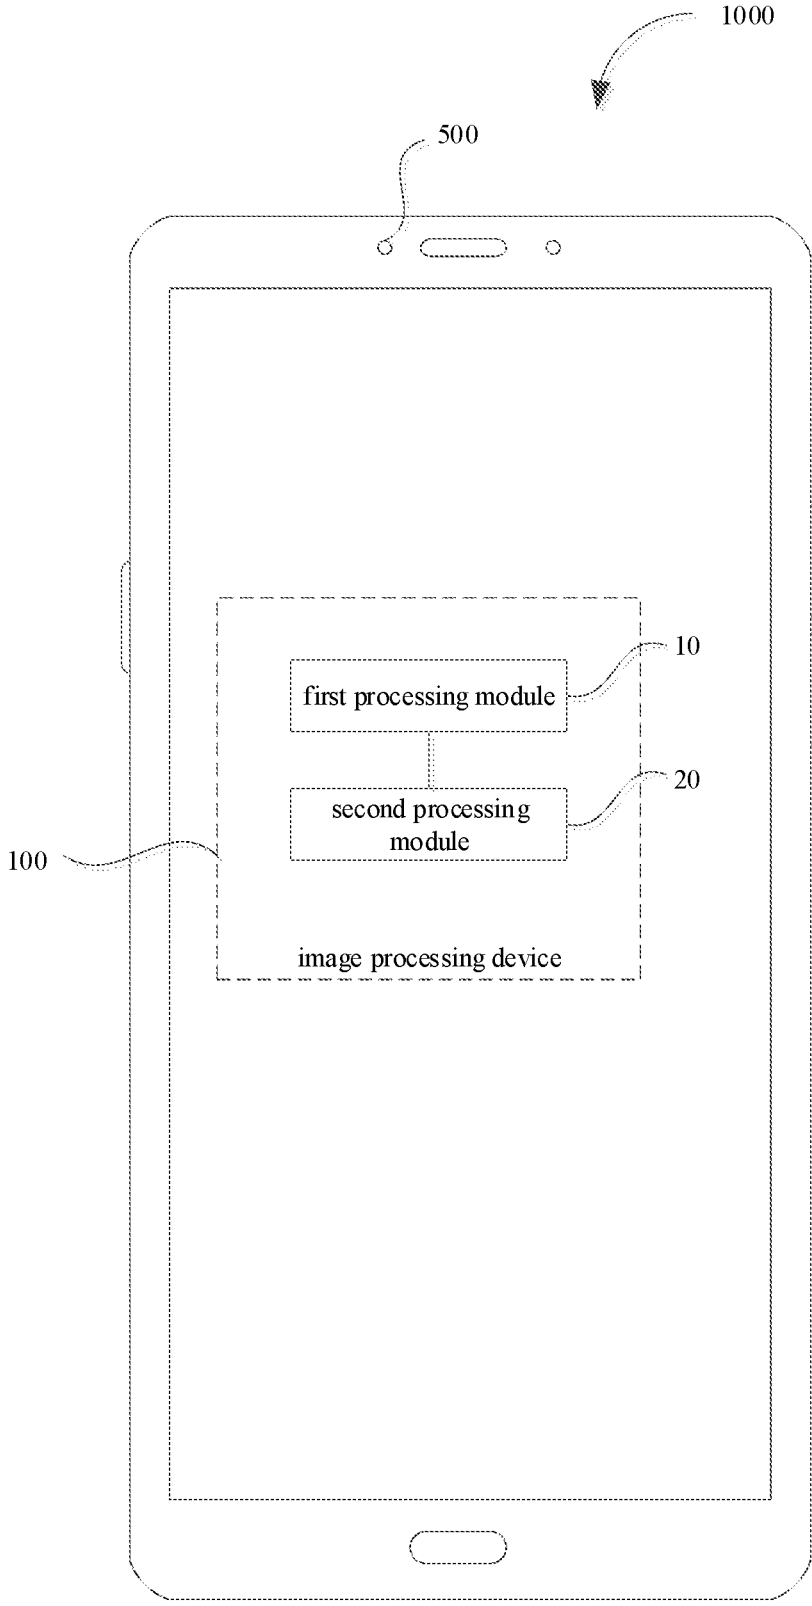 1000
500
10
first processing module
20
second processing
module
100
image processing device